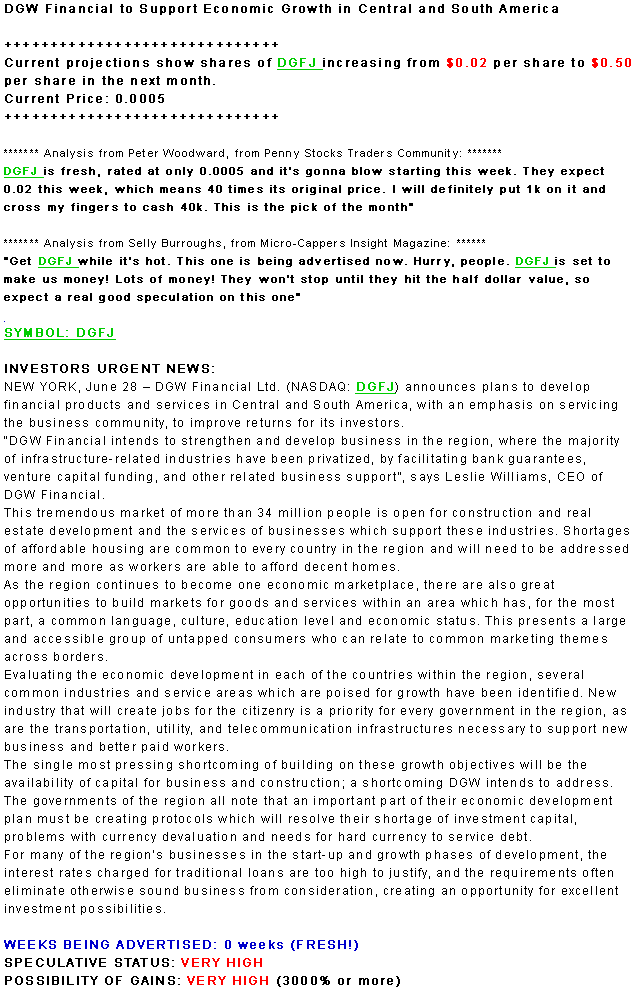 DGW Financial to Support Economic Growth in Central and South America
++++++++++++++++++++++++++++++
Current projections show shares of DGFJ increasing from $0.02 per share to $0.50
per share in the next month.
Current Price: 0.0005
++++++++++++++++++++++++++++++
******* Analysis from Peter Woodward, from Penny Stocks Traders Community: *******
DGFJ is fresh, rated at only 0.0005 and it's gonna blow starting this week. They expect
0.02 this week, which means 40 times its original price. I will definitely put 1k on it and
cross my fingers to cash 40k. This is the pick of the month"
******* Analysis from Selly Burroughs, from Micro-Cappers Insight Magazine: ******
"Get DGFJ while it's hot. This one is being advertised now. Hurry, people. DGFJ is set to
make us money! Lots of money! They won't stop until they hit the half dollar value, so
expect a real good speculation on this one"
.
SYMBOL: DGFJ
INVESTORS URGENT NEWS:
NEW YORK, June 28 – DGW Financial Ltd. (NASDAQ: DGFJ) announces plans to develop
financial products and services in Central and South America, with an emphasis on servicing
the business community, to improve returns for its investors.
"DGW Financial intends to strengthen and develop business in the region, where the majority
of infrastructure-related industries have been privatized, by facilitating bank guarantees,
venture capital funding, and other related business support", says Leslie Williams, CEO of
DGW Financial.
This tremendous market of more than 34 million people is open for construction and real
estate development and the services of businesses which support these industries. Shortages
of affordable housing are common to every country in the region and will need to be addressed
more and more as workers are able to afford decent homes.
As the region continues to become one economic marketplace, there are also great
opportunities to build markets for goods and services within an area which has, for the most
part, a common language, culture, education level and economic status. This presents a large
and accessible group of untapped consumers who can relate to common marketing themes
across borders.
Evaluating the economic development in each of the countries within the region, several
common industries and service areas which are poised for growth have been identified. New
industry that will create jobs for the citizenry is a priority for every government in the region, as
are the transportation, utility, and telecommunication infrastructures necessary to support new
business and better paid workers.
The single most pressing shortcoming of building on these growth objectives will be the
availability of capital for business and construction; a shortcoming DGW intends to address.
The governments of the region all note that an important part of their economic development
plan must be creating protocols which will resolve their shortage of investment capital,
problems with currency devaluation and needs for hard currency to service debt.
For many of the region's businesses in the start-up and growth phases of development, the
interest rates charged for traditional loans are too high to justify, and the requirements often
eliminate otherwise sound business from consideration, creating an opportunity for excellent
investment possibilities.
WEEKS BEING ADVERTISED: 0 weeks (FRESH!)
SPECULATIVE STATUS: VERY HIGH
POSSIBILITY OF GAINS: VERY HIGH (3000% or more)